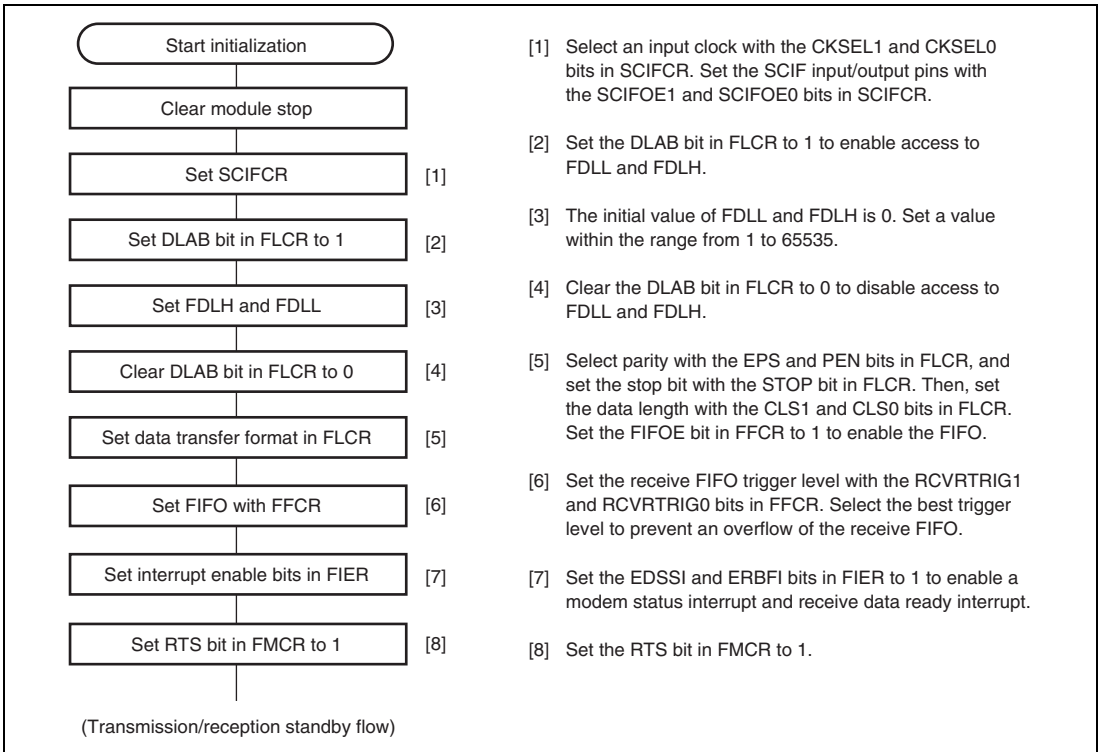 Start initialization
Clear module stop
Set SCIFCR
[1]
Set DLAB bit in FLCR to 1
[2]
Set FDLH and FDLL
[3]
Clear DLAB bit in FLCR to 0
[4]
Set data transfer format in FLCR
[5]
Set FIFO with FFCR
[6]
Set interrupt enable bits in FIER
[7]
Set RTS bit in FMCR to 1
[8]
(Transmission/reception standby flow)
[1] Select an input clock with the CKSEL1 and CKSEL0
bits in SCIFCR. Set the SCIF input/output pins with
the SCIFOE1 and SCIFOE0 bits in SCIFCR.
[2] Set the DLAB bit in FLCR to 1 to enable access to
FDLL and FDLH.
[3] The initial value of FDLL and FDLH is 0. Set a value
within the range from 1 to 65535.
[4] Clear the DLAB bit in FLCR to 0 to disable access to
FDLL and FDLH.
[5] Select parity with the EPS and PEN bits in FLCR, and
set the stop bit with the STOP bit in FLCR. Then, set
the data length with the CLS1 and CLS0 bits in FLCR.
Set the FIFOE bit in FFCR to 1 to enable the FIFO.
[6] Set the receive FIFO trigger level with the RCVRTRIG1
and RCVRTRIG0 bits in FFCR. Select the best trigger
level to prevent an overflow of the receive FIFO.
[7] Set the EDSSI and ERBFI bits in FIER to 1 to enable a
modem status interrupt and receive data ready interrupt.
[8] Set the RTS bit in FMCR to 1.